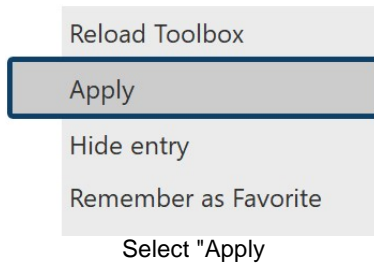 Reload Toolbox
Apply
Hide entry
Remember as Favorite
Select "Apply